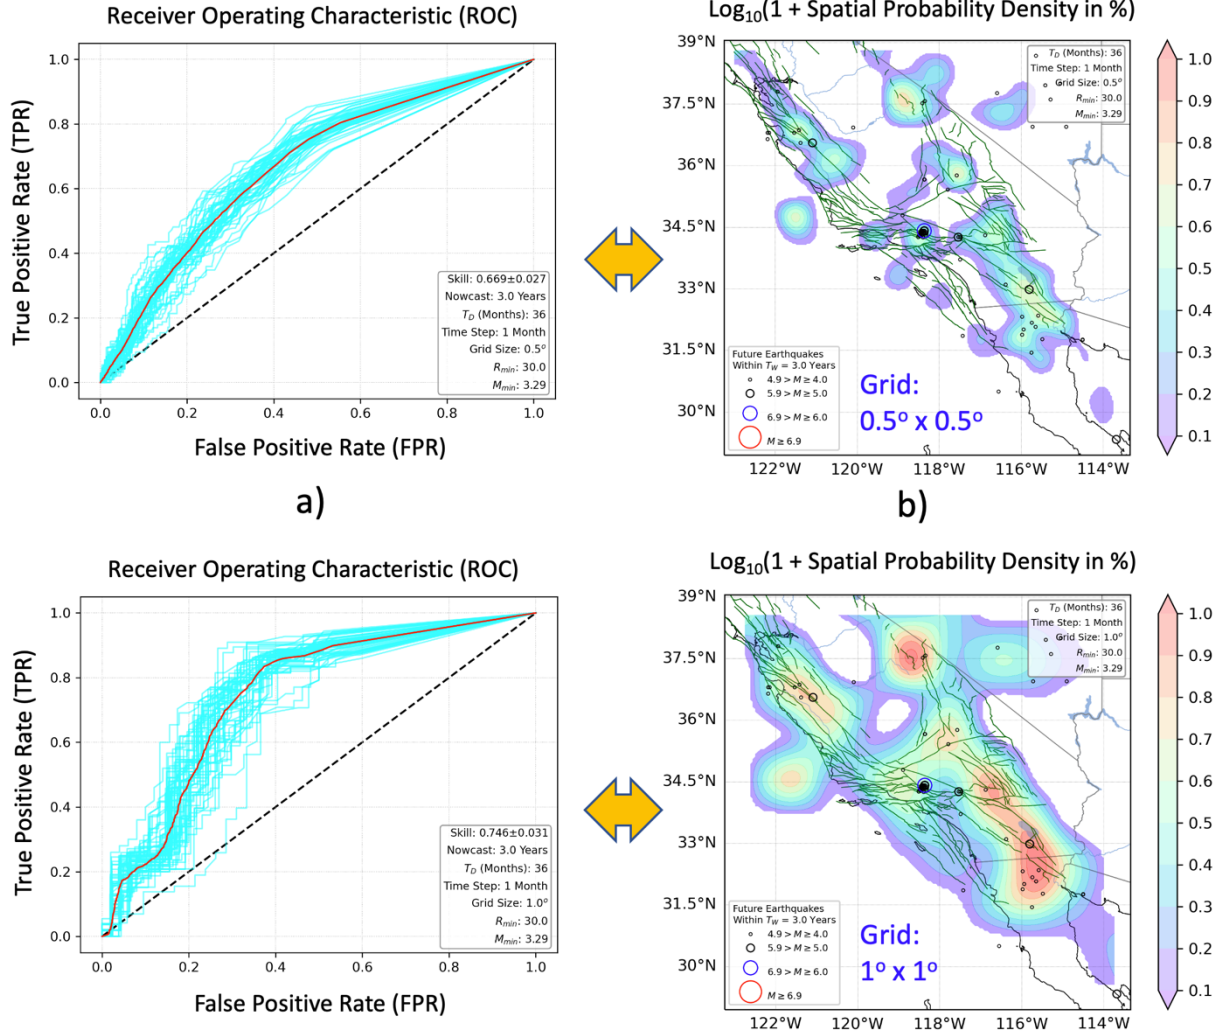 Receiver Operating Characteristic (ROC)
1.0
0.8
0.6
0.4
0.2
0.0
True Positive Rate (TPR)
Skill: 0.669±0.027
Nowcast: 3.0 Years
T_D (Months): 36
Time Step: 1 Month
Grid Size: 0.5°
R_min: 30.0
M_min: 3.29
0.0 0.2 0.4 0.6 0.8 1.0
False Positive Rate (FPR)
a)
Log₁₀(1 + Spatial Probability Density in %)
39°N
37.5°N
36°N
34.5°N
33°N
31.5°N
30°N
T_D (Months): 36
Time Step: 1 Month
Grid Size: 0.5°
R_min: 30.0
M_min: 3.29
Future Earthquakes
Within T_W = 3.0 Years
4.9 > M ≥ 4.0
5.9 > M ≥ 5.0
6.9 > M ≥ 6.0
M ≥ 6.9
Grid:
0.5° x 0.5°
122°W 120°W 118°W 116°W 114°W
1.0
0.9
0.8
0.7
0.6
0.5
0.4
0.3
0.2
0.1
b)
Receiver Operating Characteristic (ROC)
1.0
0.8
0.6
0.4
0.2
0.0
True Positive Rate (TPR)
Skill: 0.746±0.031
Nowcast: 3.0 Years
T_D (Months): 36
Time Step: 1 Month
Grid Size: 1.0°
R_min: 30.0
M_min: 3.29
0.0 0.2 0.4 0.6 0.8 1.0
False Positive Rate (FPR)
Log₁₀(1 + Spatial Probability Density in %)
39°N
37.5°N
36°N
34.5°N
33°N
31.5°N
30°N
T_D (Months): 36
Time Step: 1 Month
Grid Size: 1.0°
R_min: 30.0
M_min: 3.29
Future Earthquakes
Within T_W = 3.0 Years
4.9 > M ≥ 4.0
5.9 > M ≥ 5.0
6.9 > M ≥ 6.0
M ≥ 6.9
Grid:
1° x 1°
122°W 120°W 118°W 116°W 114°W
1.0
0.9
0.8
0.7
0.6
0.5
0.4
0.3
0.2
0.1